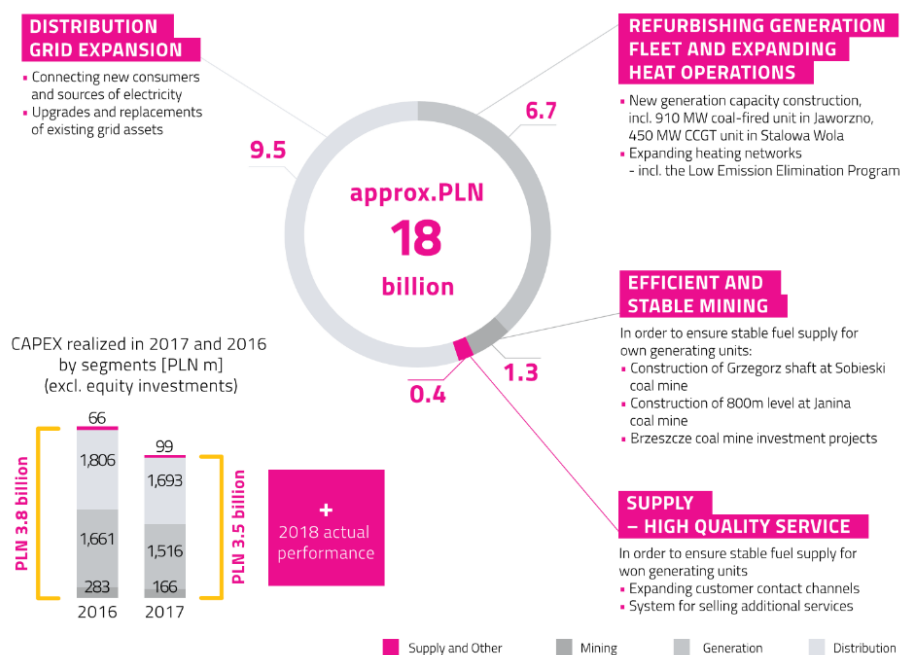 DISTRIBUTION
GRID EXPANSION
▪ Connecting new consumers
and sources of electricity
▪ Upgrades and replacements
of existing grid assets
REFURBISHING GENERATION
FLEET AND EXPANDING
HEAT OPERATIONS
▪ New generation capacity construction,
incl. 910 MW coal-fired unit in Jaworzno,
450 MW CCGT unit in Stalowa Wola
▪ Expanding heating networks
- incl. the Low Emission Elimination Program
9.5
6.7
approx.PLN
18
billion
1.3
0.4
EFFICIENT AND
STABLE MINING
In order to ensure stable fuel supply for
own generating units:
▪ Construction of Grzegorz shaft at Sobieski
coal mine
▪ Construction of 800m level at Janina
coal mine
▪ Brzeszcze coal mine investment projects
CAPEX realized in 2017 and 2016
by segments [PLN m]
(excl. equity investments)
PLN 3.8 billion
66
1,806
1,661
283
2016
99
1,693
1,516
166
2017
PLN 3.5 billion
+
2018 actual
performance
SUPPLY
– HIGH QUALITY SERVICE
In order to ensure stable fuel supply for
won generating units
▪ Expanding customer contact channels
▪ System for selling additional services
Supply and Other
Mining
Generation
Distribution